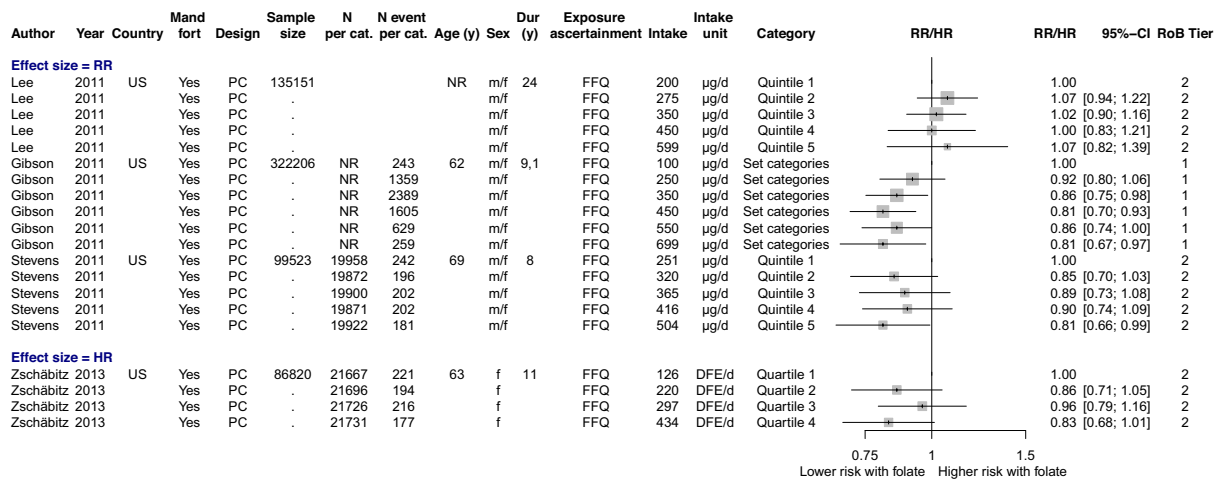 Author Year Country Mand fort Design Sample size N per cat. N event per cat. Age (y) Sex Dur (y) Exposure ascertainment Intake Intake unit Category RR/HR RR/HR 95%−CI RoB Tier
Effect size = RR
Lee 2011 US Yes PC 135151 NR m/f 24 FFQ 200 µg/d Quintile 1 1.00 2
Lee 2011 Yes PC . m/f FFQ 275 µg/d Quintile 2 1.07 [0.94; 1.22] 2
Lee 2011 Yes PC . m/f FFQ 350 µg/d Quintile 3 1.02 [0.90; 1.16] 2
Lee 2011 Yes PC . m/f FFQ 450 µg/d Quintile 4 1.00 [0.83; 1.21] 2
Lee 2011 Yes PC . m/f FFQ 599 µg/d Quintile 5 1.07 [0.82; 1.39] 2
Gibson 2011 US Yes PC 322206 NR 243 62 m/f 9,1 FFQ 100 µg/d Set categories 1.00 1
Gibson 2011 Yes PC . NR 1359 m/f FFQ 250 µg/d Set categories 0.92 [0.80; 1.06] 1
Gibson 2011 Yes PC . NR 2389 m/f FFQ 350 µg/d Set categories 0.86 [0.75; 0.98] 1
Gibson 2011 Yes PC . NR 1605 m/f FFQ 450 µg/d Set categories 0.81 [0.70; 0.93] 1
Gibson 2011 Yes PC . NR 629 m/f FFQ 550 µg/d Set categories 0.86 [0.74; 1.00] 1
Gibson 2011 Yes PC . NR 259 m/f FFQ 699 µg/d Set categories 0.81 [0.67; 0.97] 1
Stevens 2011 US Yes PC 99523 19958 242 69 m/f 8 FFQ 251 µg/d Quintile 1 1.00 2
Stevens 2011 Yes PC . 19872 196 m/f FFQ 320 µg/d Quintile 2 0.85 [0.70; 1.03] 2
Stevens 2011 Yes PC . 19900 202 m/f FFQ 365 µg/d Quintile 3 0.89 [0.73; 1.08] 2
Stevens 2011 Yes PC . 19871 202 m/f FFQ 416 µg/d Quintile 4 0.90 [0.74; 1.09] 2
Stevens 2011 Yes PC . 19922 181 m/f FFQ 504 µg/d Quintile 5 0.81 [0.66; 0.99] 2
Effect size = HR
Zschäbitz 2013 US Yes PC 86820 21667 221 63 f 11 FFQ 126 DFE/d Quartile 1 1.00 2
Zschäbitz 2013 Yes PC . 21696 194 f FFQ 220 DFE/d Quartile 2 0.86 [0.71; 1.05] 2
Zschäbitz 2013 Yes PC . 21726 216 f FFQ 297 DFE/d Quartile 3 0.96 [0.79; 1.16] 2
Zschäbitz 2013 Yes PC . 21731 177 f FFQ 434 DFE/d Quartile 4 0.83 [0.68; 1.01] 2
0.75 1 1.5
Lower risk with folate Higher risk with folate